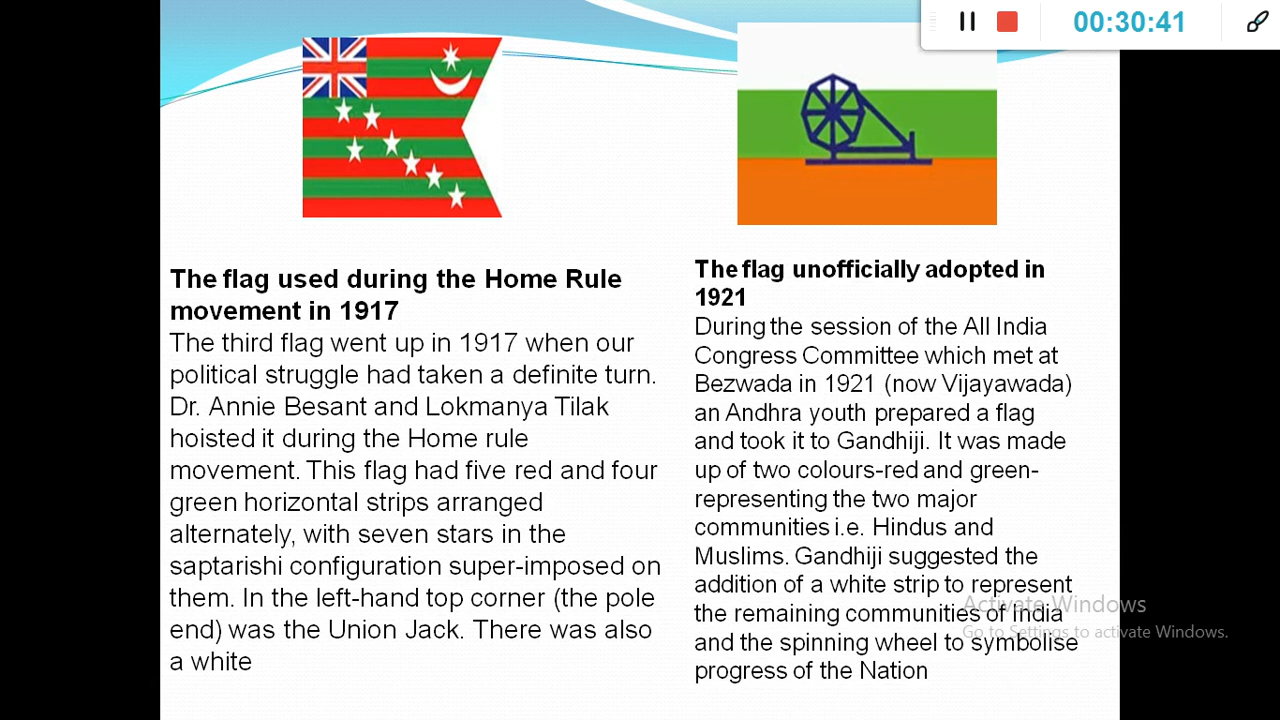 00:30:41
The flag used during the Home Rule
movement in 1917
The third flag went up in 1917 when our
political struggle had taken a definite turn.
Dr. Annie Besant and Lokmanya Tilak
hoisted it during the Home rule
movement. This flag had five red and four
green horizontal strips arranged
alternately, with seven stars in the
saptarishi configuration super-imposed on
them. In the left-hand top corner (the pole
end) was the Union Jack. There was also
a white
The flag unofficially adopted in
1921
During the session of the All India
Congress Committee which met at
Bezwada in 1921 (now Vijayawada)
an Andhra youth prepared a flag
and took it to Gandhiji. It was made
up of two colours-red and green-
representing the two major
communities i.e. Hindus and
Muslims. Gandhiji suggested the
addition of a white strip to represent
the remaining communities of India
and the spinning wheel to symbolise
progress of the Nation
Activate Windows
Go to Settings to activate Windows.